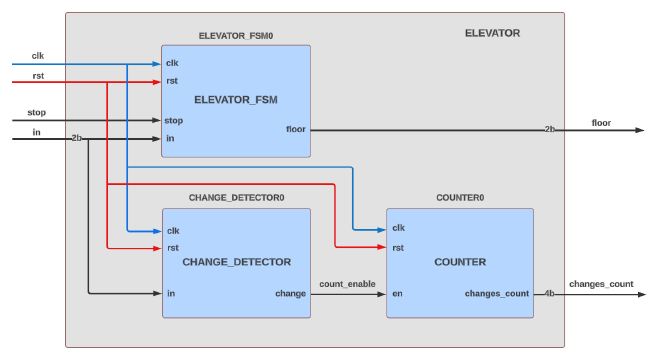 ELEVATOR_FSM0
ELEVATOR
clk
clk
rst
rst
ELEVATOR_FSM
stop
stop
floor
floor
in
2b
in
2b
CHANGE_DETECTOR0
COUNTER0
clk
clk
rst
rst
CHANGE_DETECTOR
COUNTER
count_enable
changes_count
in
change
en
changes_count
4b